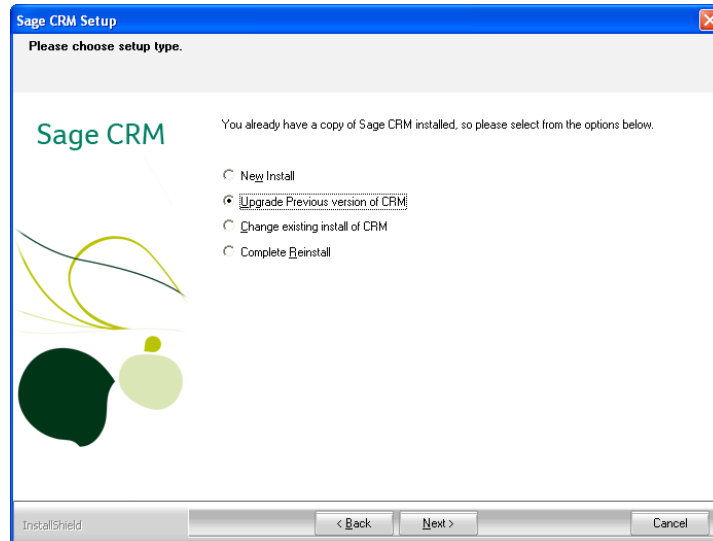 Sage CRM Setup
Please choose setup type.
Sage CRM
You already have a copy of Sage CRM installed, so please select from the options below.
New Install
Upgrade Previous version of CRM
Change existing install of CRM
Complete Reinstall
InstallShield
< Back
Next >
Cancel